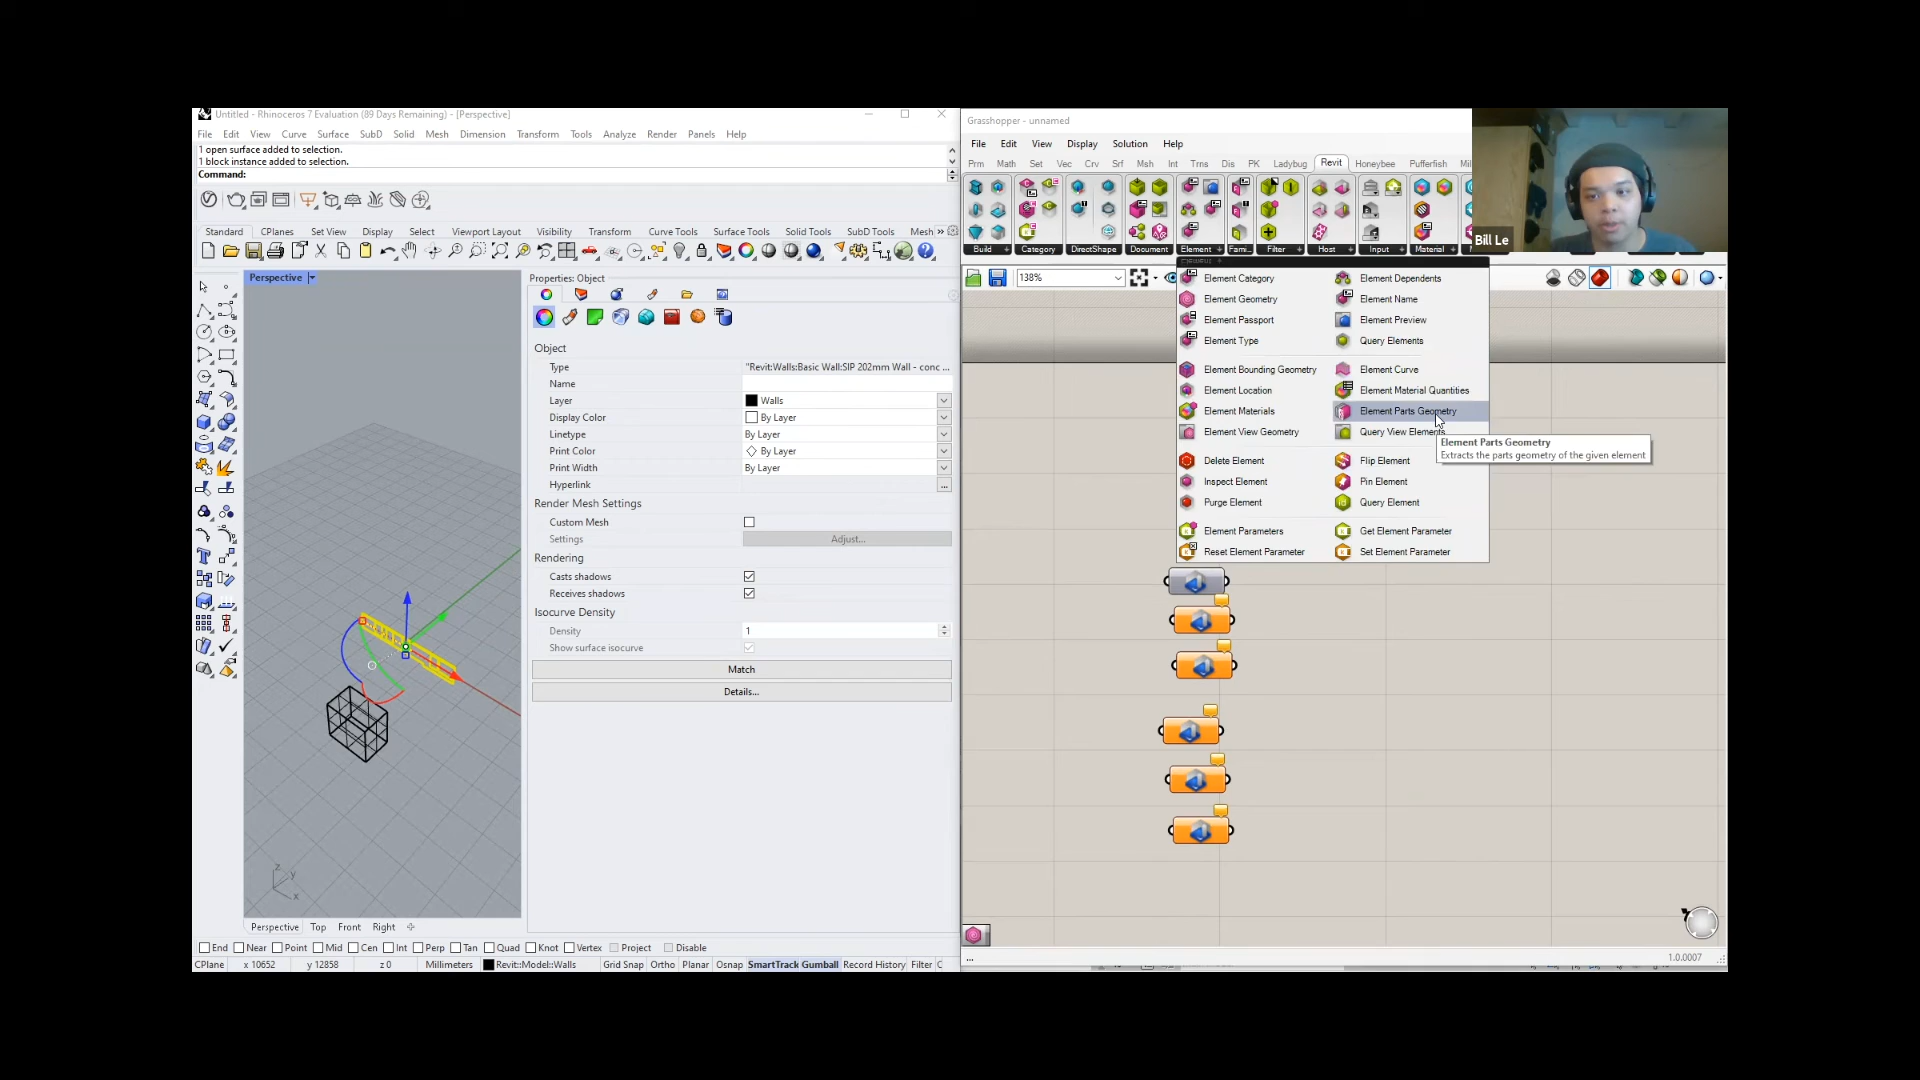 Untitled - Rhinoceros 7 Evaluation (89 Days Remaining) - [Perspective]
File Edit View Curve Surface SubD Solid Mesh Dimension Transform Tools Analyze Render Panels Help
1 open surface added to selection.
1 block instance added to selection.
Command:
Standard CPlanes Set View Display Select Viewport Layout Visibility Transform Curve Tools Surface Tools Solid Tools SubD Tools Mesh »
Perspective
Properties: Object
Object
Type "Revit:Walls:Basic Wall:SIP 202mm Wall - conc ...
Name
Layer Walls
Display Color By Layer
Linetype By Layer
Print Color By Layer
Print Width By Layer
Hyperlink ...
Render Mesh Settings
Custom Mesh
Settings Adjust...
Rendering
Casts shadows
Receives shadows
Isocurve Density
Density 1
Show surface isocurve
Match
Details...
z y x
Perspective Top Front Right
End Near Point Mid Cen Int Perp Tan Quad Knot Vertex Project Disable
CPlane x 10652 y 12858 z 0 Millimeters Revit::Model::Walls Grid Snap Ortho Planar Osnap SmartTrack Gumball Record History Filter C
Grasshopper - unnamed
File Edit View Display Solution Help
Prm Math Set Vec Crv Srf Msh Int Trns Dis PK Ladybug Revit Honeybee Pufferfish Mi
Build Category DirectShape Document Element Fami... Filter Host Input Material
Bill Le
138%
Element
Element Category Element Dependents
Element Geometry Element Name
Element Passport Element Preview
Element Type Query Elements
Element Bounding Geometry Element Curve
Element Location Element Material Quantities
Element Materials Element Parts Geometry
Element View Geometry Query View Elements
Element Parts Geometry
Extracts the parts geometry of the given element
Delete Element Flip Element
Inspect Element Pin Element
Purge Element Query Element
Element Parameters Get Element Parameter
Reset Element Parameter Set Element Parameter
... 1.0.0007